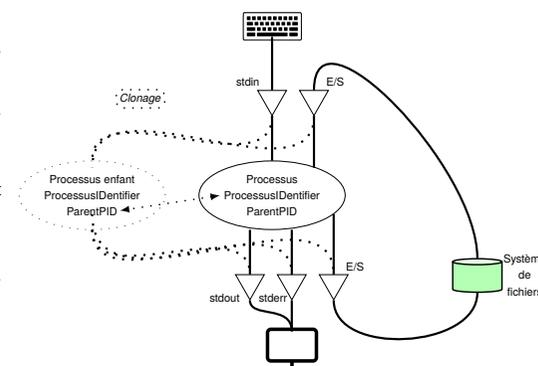 stdin
E/S
Clonage
Processus enfant
ProcessusIDentifier
ParentPID
Processus
ProcessusIDentifier
ParentPID
Systèm
de
fichiers
E/S
stdout
stderr